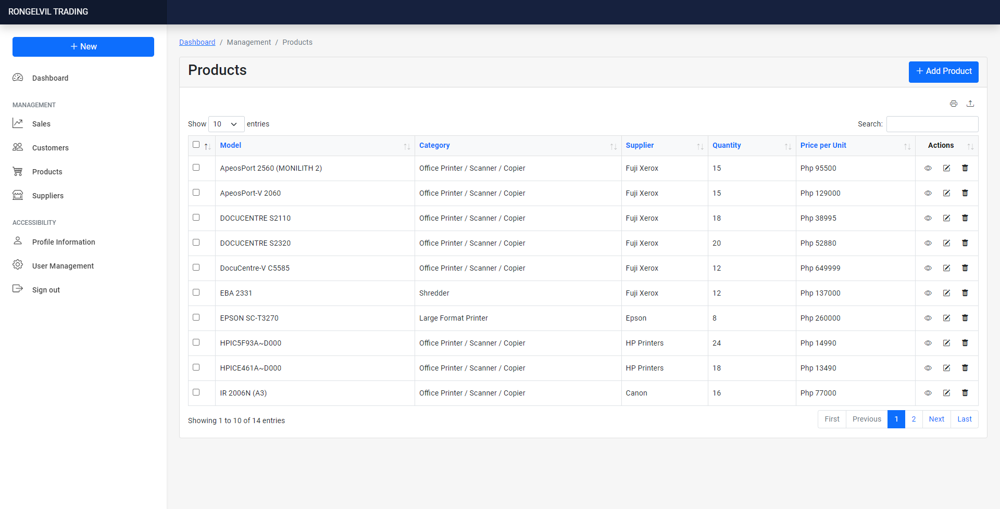 RONGELVIL TRADING
New
Dashboard
MANAGEMENT
Sales
Customers
Products
Suppliers
ACCESSIBILITY
Profile Information
User Management
Sign out
Dashboard / Management / Products
Products
Add Product
Show 10 entries
Search:
Model Category Supplier Quantity Price per Unit Actions
ApeosPort 2560 (MONILITH 2) Office Printer / Scanner / Copier Fuji Xerox 15 Php 95500
ApeosPort-V 2060 Office Printer / Scanner / Copier Fuji Xerox 15 Php 129000
DOCUCENTRE S2110 Office Printer / Scanner / Copier Fuji Xerox 18 Php 38995
DOCUCENTRE S2320 Office Printer / Scanner / Copier Fuji Xerox 20 Php 52880
DocuCentre-V C5585 Office Printer / Scanner / Copier Fuji Xerox 12 Php 649999
EBA 2331 Shredder Fuji Xerox 12 Php 137000
EPSON SC-T3270 Large Format Printer Epson 8 Php 260000
HPIC5F93A~D000 Office Printer / Scanner / Copier HP Printers 24 Php 14990
HPICE461A~D000 Office Printer / Scanner / Copier HP Printers 18 Php 13490
IR 2006N (A3) Office Printer / Scanner / Copier Canon 16 Php 77000
Showing 1 to 10 of 14 entries
First Previous 1 2 Next Last